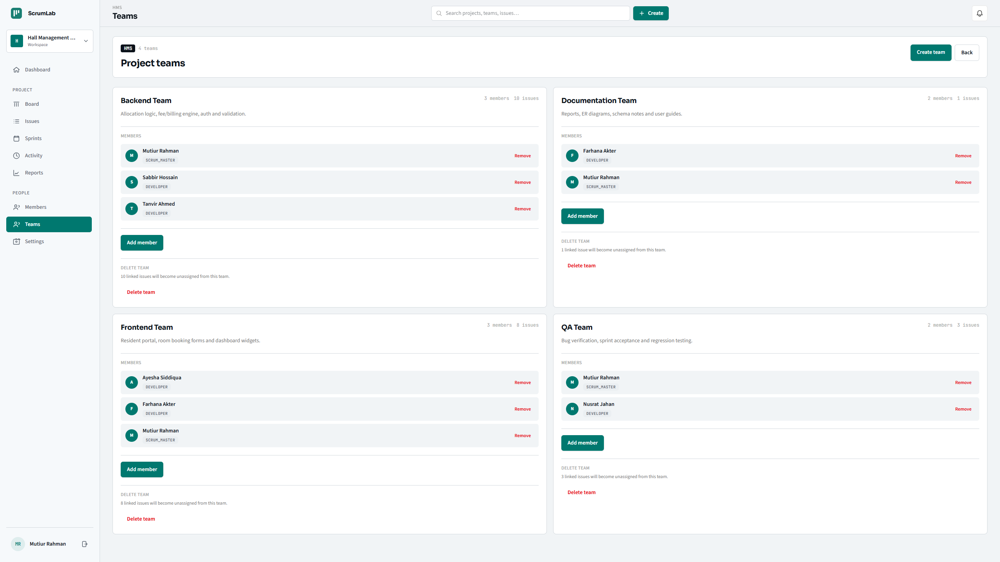 ScrumLab
H
Hall Management ...
Workspace
Dashboard
PROJECT
Board
Issues
Sprints
Activity
Reports
PEOPLE
Members
Teams
Settings
MR
Mutiur Rahman
HMS
Teams
Search projects, teams, issues...
Create
HMS
4 teams
Project teams
Create team
Back
Backend Team
3 members 10 issues
Allocation logic, fee/billing engine, auth and validation.
MEMBERS
M
Mutiur Rahman
SCRUM_MASTER
Remove
S
Sabbir Hossain
DEVELOPER
Remove
T
Tanvir Ahmed
DEVELOPER
Remove
Add member
DELETE TEAM
10 linked issues will become unassigned from this team.
Delete team
Documentation Team
2 members 1 issues
Reports, ER diagrams, schema notes and user guides.
MEMBERS
F
Farhana Akter
DEVELOPER
Remove
M
Mutiur Rahman
SCRUM_MASTER
Remove
Add member
DELETE TEAM
1 linked issue will become unassigned from this team.
Delete team
Frontend Team
3 members 8 issues
Resident portal, room booking forms and dashboard widgets.
MEMBERS
A
Ayesha Siddiqua
DEVELOPER
Remove
F
Farhana Akter
DEVELOPER
Remove
M
Mutiur Rahman
SCRUM_MASTER
Remove
Add member
DELETE TEAM
8 linked issues will become unassigned from this team.
Delete team
QA Team
2 members 3 issues
Bug verification, sprint acceptance and regression testing.
MEMBERS
M
Mutiur Rahman
SCRUM_MASTER
Remove
N
Nusrat Jahan
DEVELOPER
Remove
Add member
DELETE TEAM
3 linked issues will become unassigned from this team.
Delete team